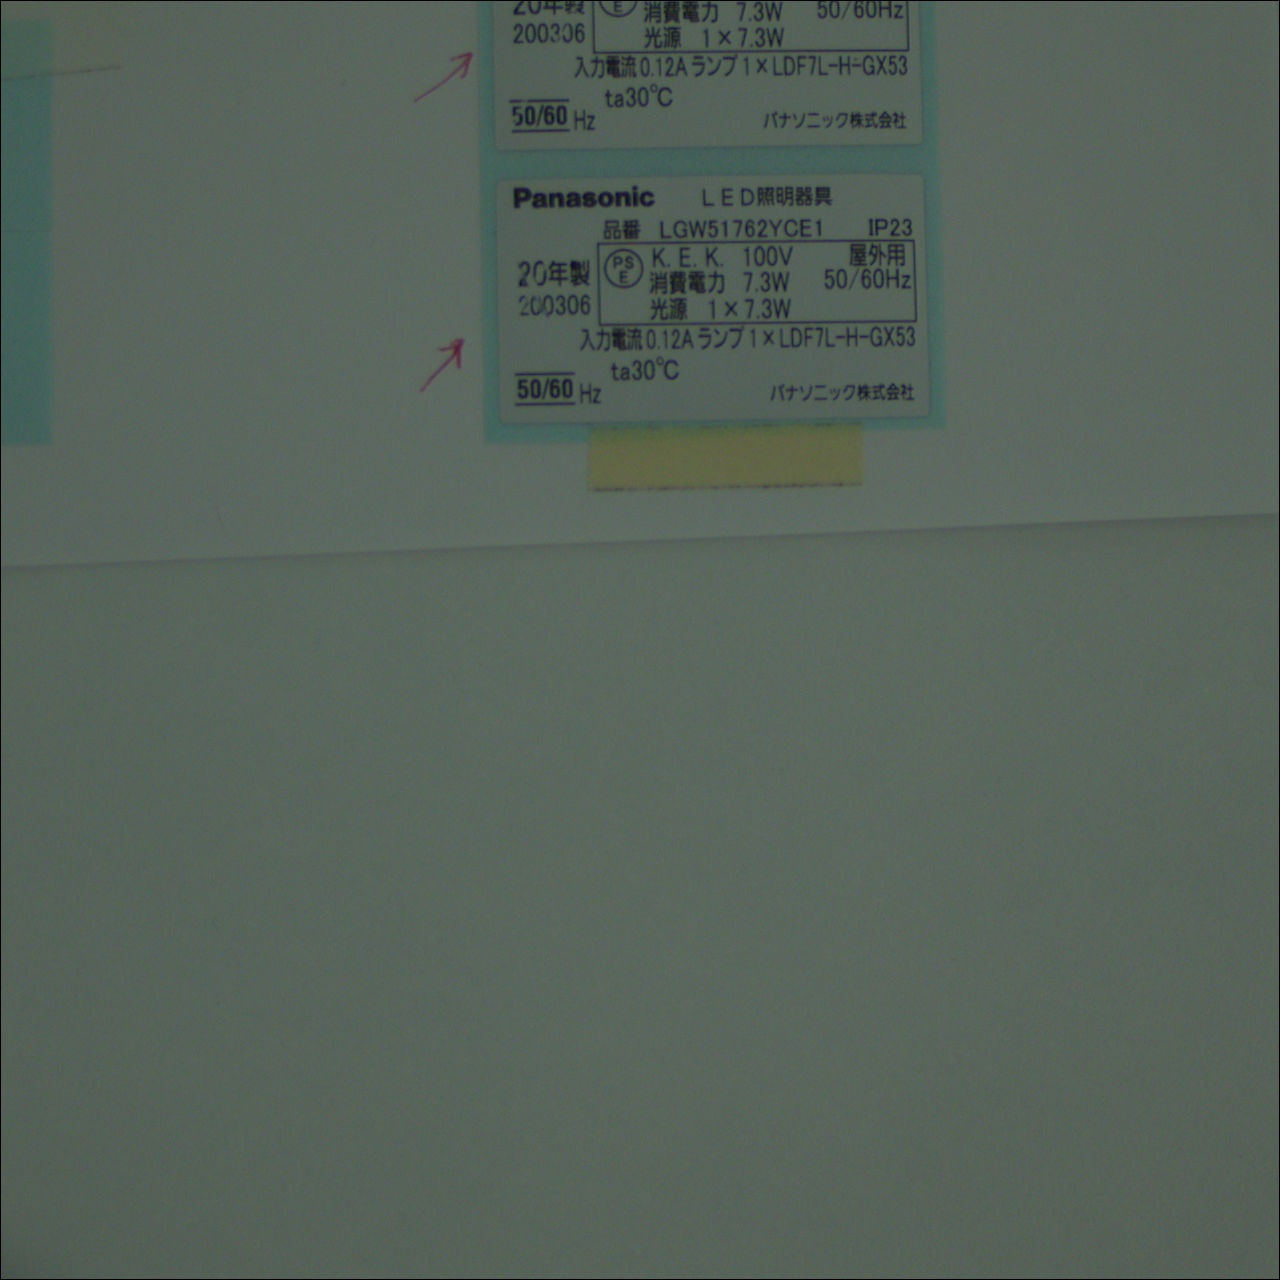 20年製
消費電力 7.3W 50/60Hz
200306
光源 1×7.3W
入力電流0.12A ランプ1×LDF7L-H-GX53
ta30℃
50/60 Hz
パナソニック株式会社
Panasonic LED照明器具
品番 LGW51762YCE1 IP23
PS E
K.E.K. 100V 屋外用
20年製
消費電力 7.3W 50/60Hz
200306
光源 1×7.3W
入力電流0.12A ランプ1×LDF7L-H-GX53
ta30℃
50/60 Hz
パナソニック株式会社